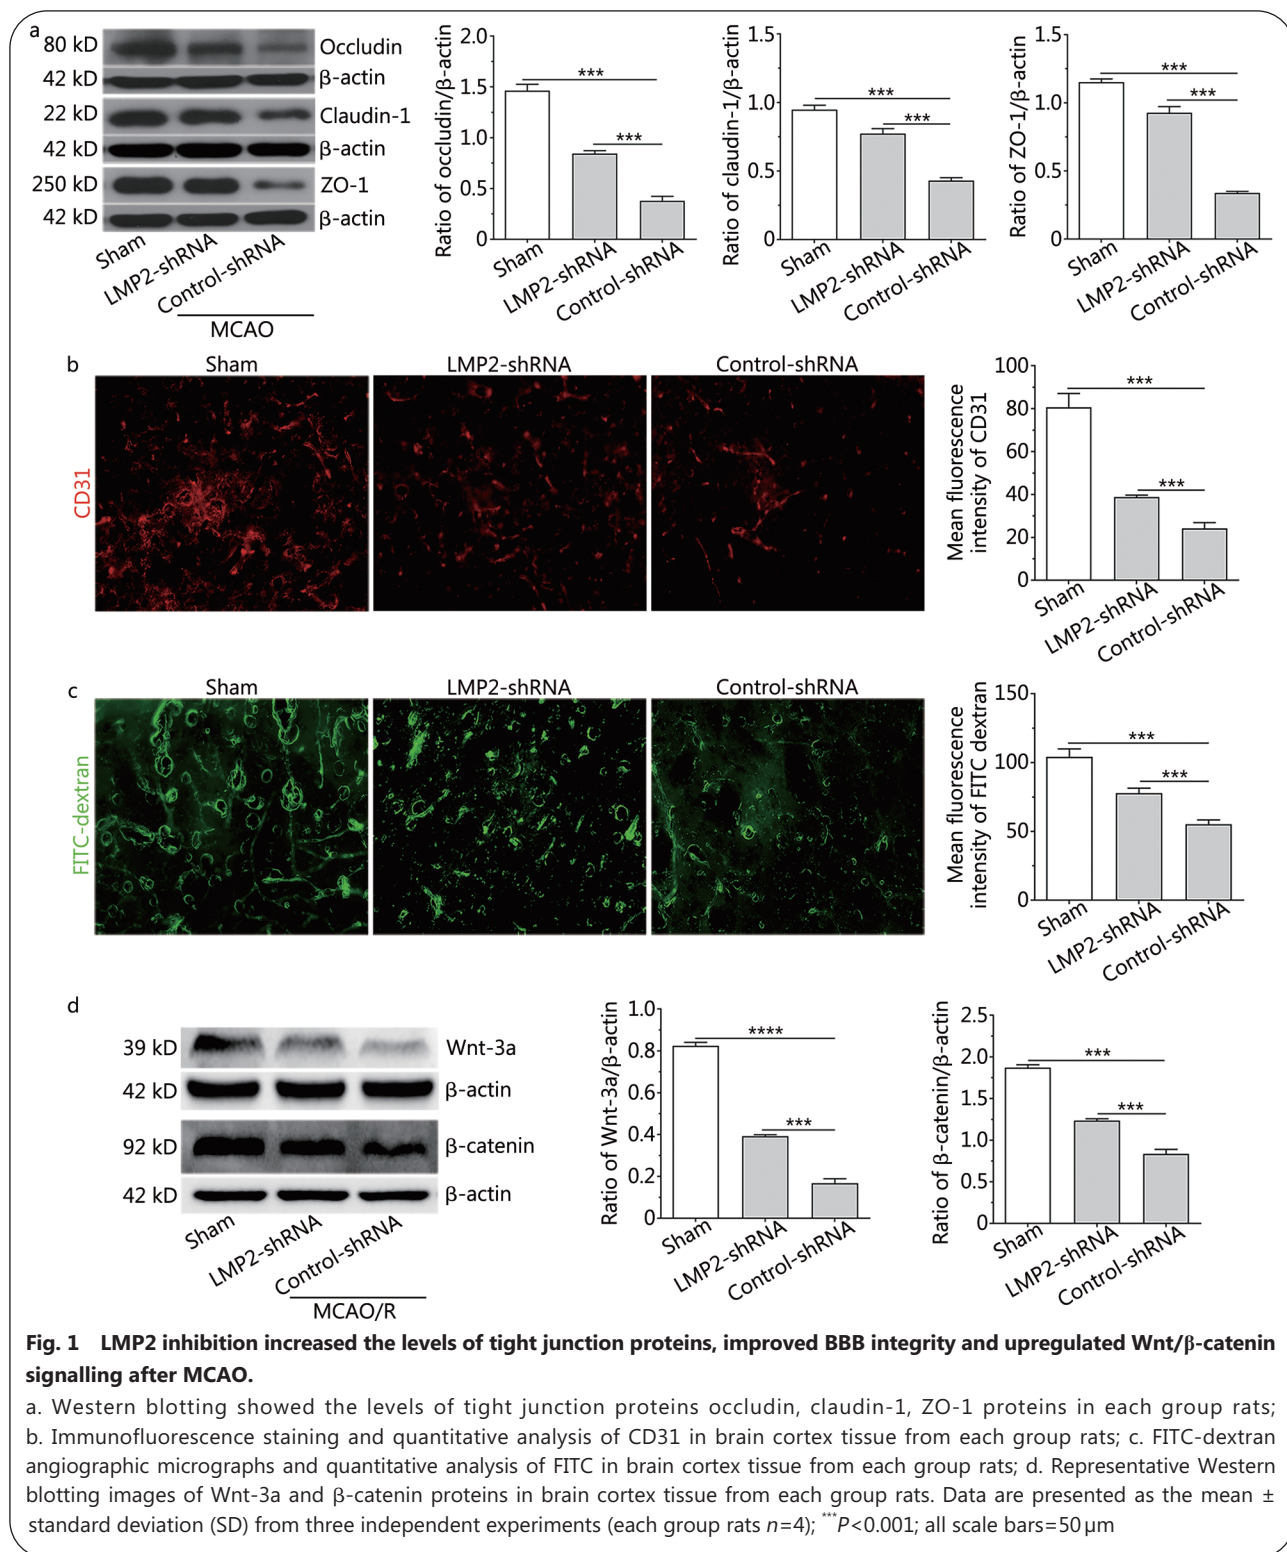 a
80 kD
Occludin
42 kD
β-actin
22 kD
Claudin-1
42 kD
β-actin
250 kD
ZO-1
42 kD
β-actin
Sham
LMP2-shRNA
Control-shRNA
MCAO
Ratio of occludin/β-actin
2.0
1.5
1.0
0.5
0
***
***
Sham
LMP2-shRNA
Control-shRNA
Ratio of claudin-1/β-actin
1.5
1.0
0.5
0
***
***
Sham
LMP2-shRNA
Control-shRNA
Ratio of ZO-1/β-actin
1.5
1.0
0.5
0
***
***
Sham
LMP2-shRNA
Control-shRNA
b
Sham
LMP2-shRNA
Control-shRNA
CD31
Mean fluorescence
intensity of CD31
100
80
60
40
20
0
***
***
Sham
LMP2-shRNA
Control-shRNA
c
Sham
LMP2-shRNA
Control-shRNA
FITC-dextran
Mean fluorescence
intensity of FITC dextran
150
100
50
0
***
***
Sham
LMP2-shRNA
Control-shRNA
d
39 kD
Wnt-3a
42 kD
β-actin
92 kD
β-catenin
42 kD
β-actin
Sham
LMP2-shRNA
Control-shRNA
MCAO/R
Ratio of Wnt-3a/β-actin
1.0
0.8
0.6
0.4
0.2
0
****
***
Sham
LMP2-shRNA
Control-shRNA
Ratio of β-catenin/β-actin
2.5
2.0
1.5
1.0
0.5
0
***
***
Sham
LMP2-shRNA
Control-shRNA
Fig. 1 LMP2 inhibition increased the levels of tight junction proteins, improved BBB integrity and upregulated Wnt/β-catenin
signalling after MCAO.
a. Western blotting showed the levels of tight junction proteins occludin, claudin-1, ZO-1 proteins in each group rats;
b. Immunofluorescence staining and quantitative analysis of CD31 in brain cortex tissue from each group rats; c. FITC-dextran
angiographic micrographs and quantitative analysis of FITC in brain cortex tissue from each group rats; d. Representative Western
blotting images of Wnt-3a and β-catenin proteins in brain cortex tissue from each group rats. Data are presented as the mean ±
standard deviation (SD) from three independent experiments (each group rats n=4); ***P<0.001; all scale bars=50 μm